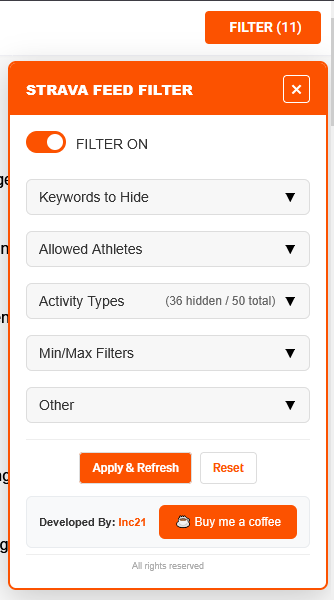 FILTER (11)
STRAVA FEED FILTER
FILTER ON
Keywords to Hide
Allowed Athletes
Activity Types (36 hidden / 50 total)
Min/Max Filters
Other
Apply & Refresh Reset
Developed By: Inc21 Buy me a coffee
All rights reserved